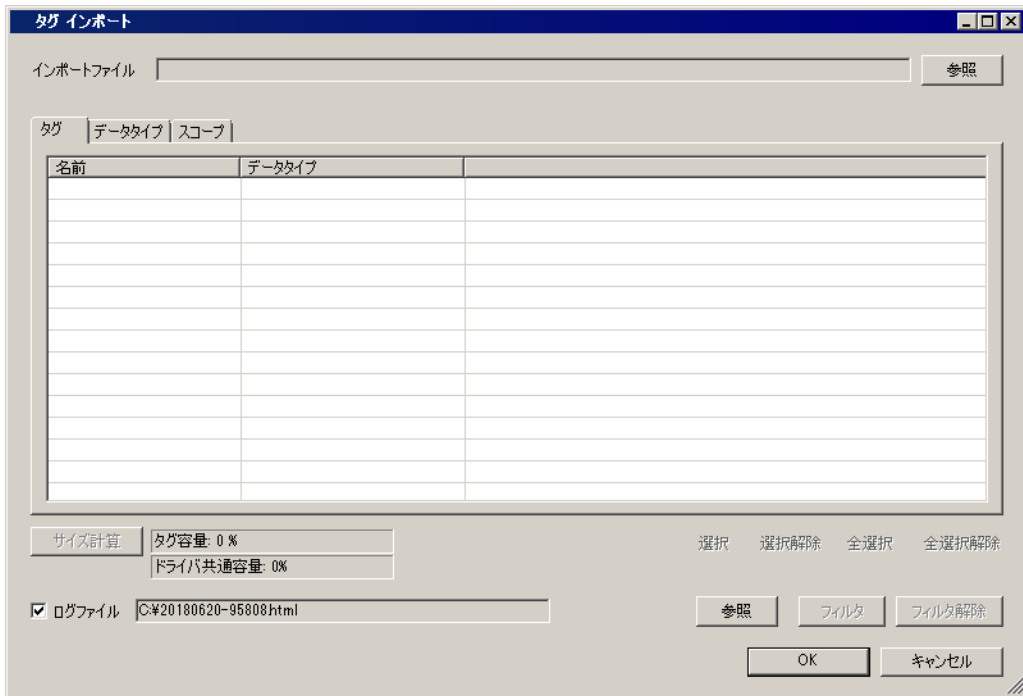 タグ インポート
インポートファイル 参照
タグ データタイプ スコープ
名前 データタイプ
サイズ計算 タグ容量: 0 % 選択 選択解除 全選択 全選択解除
ドライバ共通容量: 0%
ログファイル C:¥20180620-95808.html 参照 フィルタ フィルタ解除
OK キャンセル